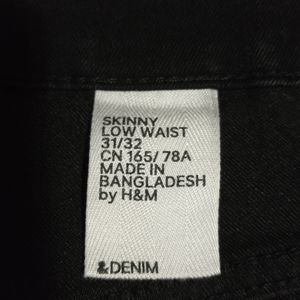 SKINNY
LOW WAIST
31/32
CN 165/ 78A
MADE IN
BANGLADESH
by H&M
&DENIM